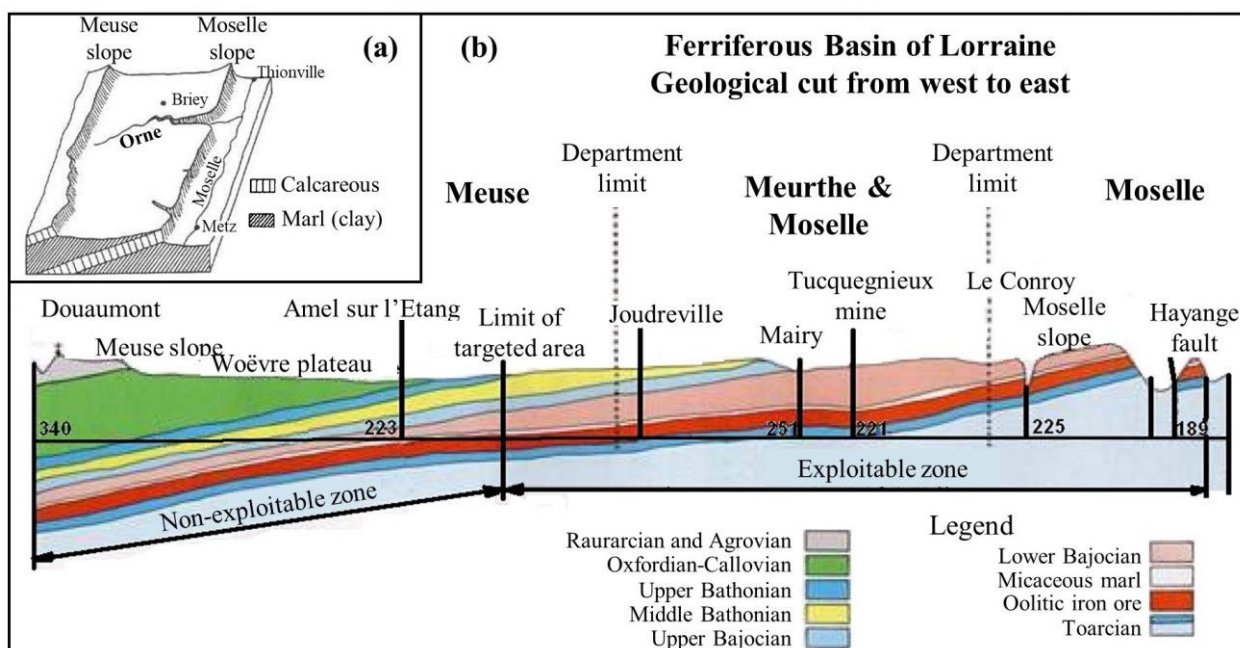 Meuse
slope
Moselle
slope
(a)
Thionville
Briey
Orne
Moselle
Metz
Calcareous
Marl (clay)
(b)
Ferriferous Basin of Lorraine
Geological cut from west to east
Department
limit
Department
limit
Meuse
Meurthe &
Moselle
Moselle
Douaumont
Meuse slope
Woëvre plateau
Amel sur l'Etang
Limit of
targeted area
Joudreville
Mairy
Tucquegnieux
mine
Le Conroy
Moselle
slope
Hayange
fault
340
223
251
221
225
189
Non-exploitable zone
Exploitable zone
Legend
Raurarcian and Agrovian
Oxfordian-Callovian
Upper Bathonian
Middle Bathonian
Upper Bajocian
Lower Bajocian
Micaceous marl
Oolitic iron ore
Toarcian